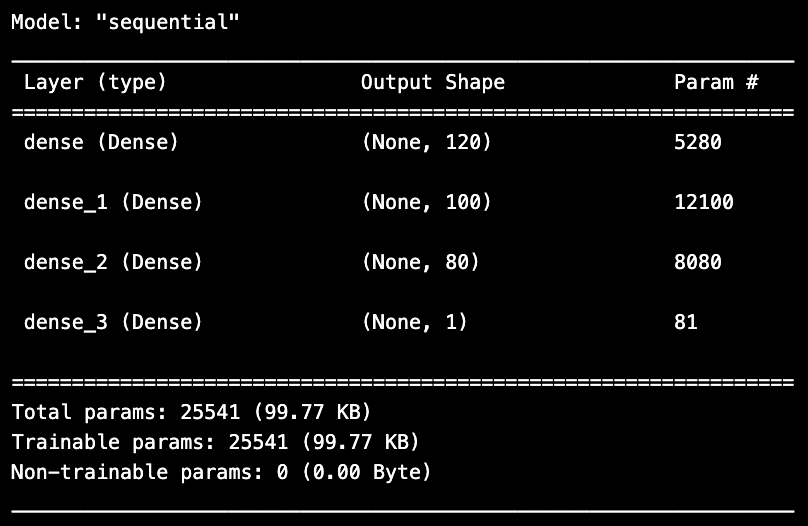 Model: "sequential"
Layer (type) Output Shape Param #
=================================================================
dense (Dense) (None, 120) 5280
dense_1 (Dense) (None, 100) 12100
dense_2 (Dense) (None, 80) 8080
dense_3 (Dense) (None, 1) 81
=================================================================
Total params: 25541 (99.77 KB)
Trainable params: 25541 (99.77 KB)
Non-trainable params: 0 (0.00 Byte)